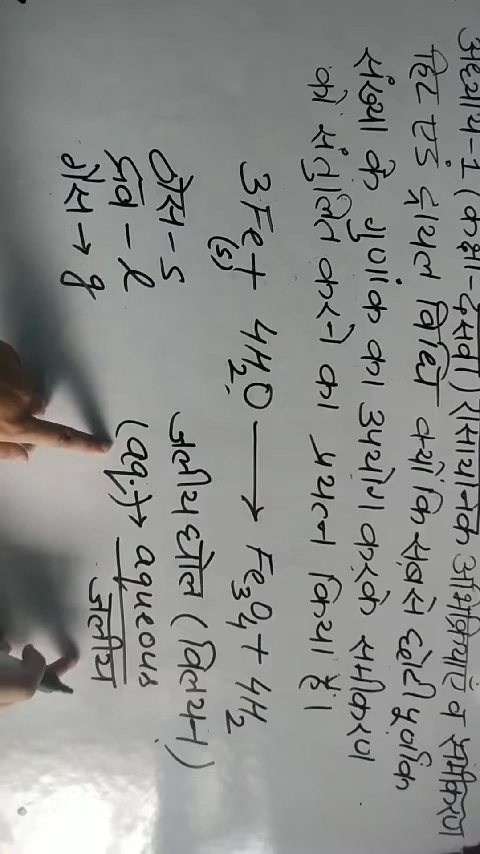 अध्याय-1 (कक्षा-दसवीं) रासायनिक अभिक्रियाएं व समीकरण
हिट एंड ट्रायल विधि क्योंकि सबसे छोटी पूर्णांक
संख्या के गुणांक का उपयोग करके समीकरण
को संतुलित करने का प्रयत्न किया है।
3Fe(s) + 4H2O → Fe3O4 + 4H2
ठोस - s
द्रव - l
गैस → g
जलीय घोल (विलयन)
(aq.) → aqueous
जलीय